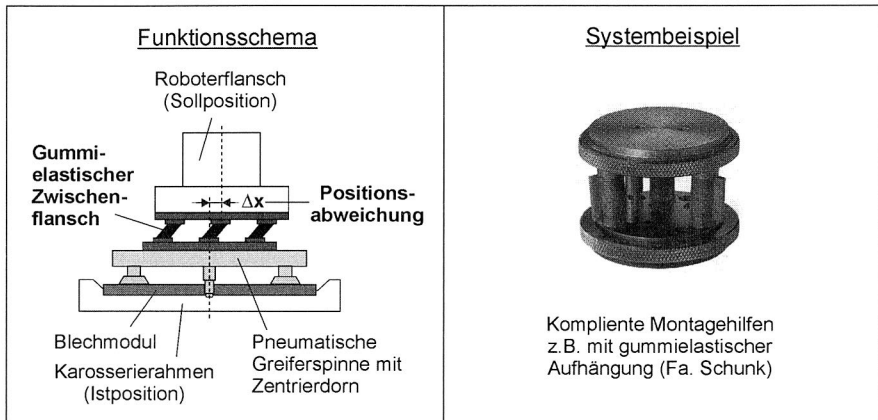 Funktionsschema
Roboterflansch
(Sollposition)
Gummi-
elastischer
Zwischen-
flansch
Δx
Positions-
abweichung
Blechmodul
Karosserierahmen
(Istposition)
Pneumatische
Greiferspinne mit
Zentrierdorn
Systembeispiel
Kompliente Montagehilfen
z.B. mit gummielastischer
Aufhängung (Fa. Schunk)